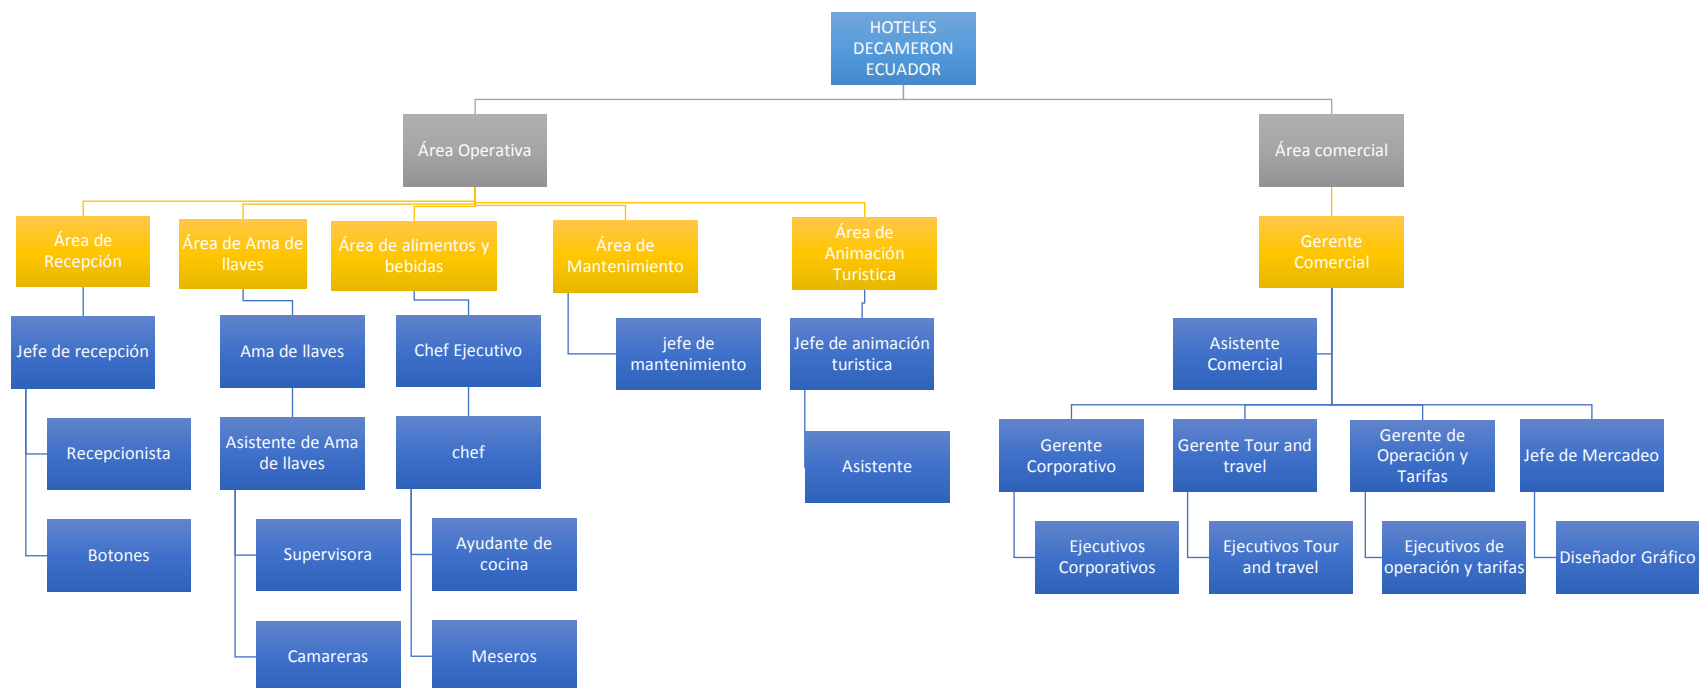 HOTELES
DECAMERON
ECUADOR
Área Operativa
Área comercial
Área de
Recepción
Área de Ama de
llaves
Área de alimentos y
bebidas
Área de
Mantenimiento
Área de
Animación
Turistica
Gerente
Comercial
Jefe de recepción
Ama de llaves
Chef Ejecutivo
jefe de
mantenimiento
Jefe de animación
turistica
Asistente
Comercial
Recepcionista
Asistente de Ama
de llaves
chef
Asistente
Gerente
Corporativo
Gerente Tour and
travel
Gerente de
Operación y
Tarifas
Jefe de Mercadeo
Botones
Supervisora
Ayudante de
cocina
Ejecutivos
Corporativos
Ejecutivos Tour
and travel
Ejecutivos de
operación y tarifas
Diseñador Gráfico
Camareras
Meseros